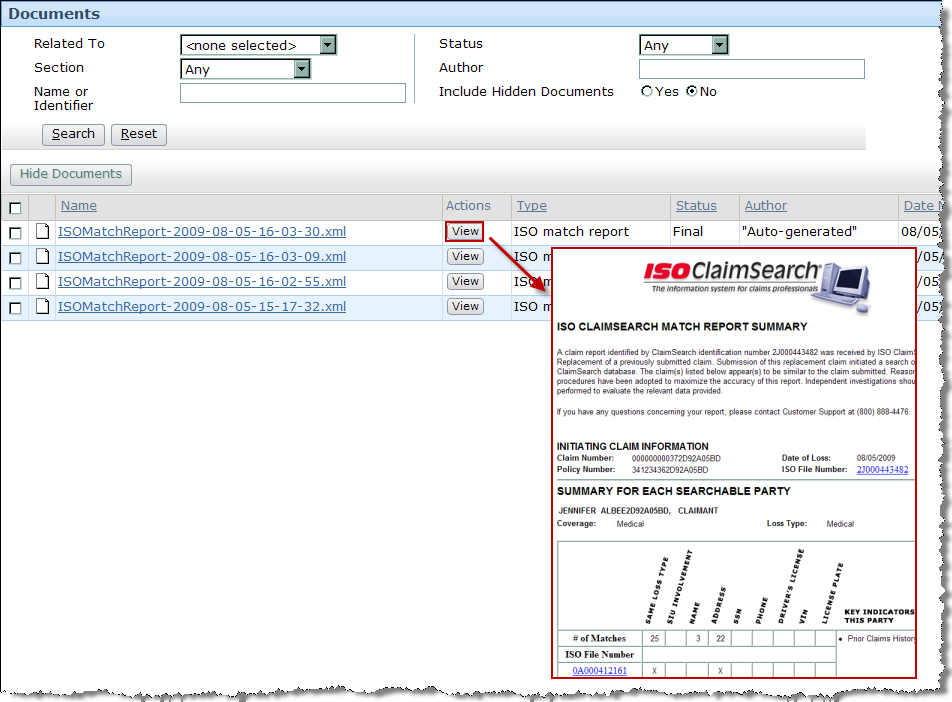 Documents
Related To <none selected> Status Any
Section Any Author
Name or Identifier Include Hidden Documents Yes No
Search Reset
Hide Documents
Name Actions Type Status Author Date
ISOMatchReport-2009-08-05-16-03-30.xml View ISO match report Final "Auto-generated" 08/05/
ISOMatchReport-2009-08-05-16-03-09.xml View ISO m /05/
ISOMatchReport-2009-08-05-16-02-55.xml View ISO m /05/
ISOMatchReport-2009-08-05-15-17-32.xml View ISO m /05/
ISO ClaimSearch®
The information system for claims professionals
ISO CLAIMSEARCH MATCH REPORT SUMMARY
A claim report identified by ClaimSearch identification number 2J000443482 was received by ISO Claim
Replacement of a previously submitted claim. Submission of this replacement claim initiated a search o
ClaimSearch database. The claim(s) listed below appear(s) to be similar to the claim submitted. Reason
procedures have been adopted to maximize the accuracy of this report. Independent investigations shou
performed to evaluate the relevant data provided.
If you have any questions concerning your report, please contact Customer Support at (800) 888-4476.
INITIATING CLAIM INFORMATION
Claim Number: 000000000372D92A05BD Date of Loss: 08/05/2009
Policy Number: 341234362D92A05BD ISO File Number: 2J000443482
SUMMARY FOR EACH SEARCHABLE PARTY
JENNIFER ALBEE2D92A05BD, CLAIMANT
Coverage: Medical Loss Type: Medical
SAME LOSS TYPE SIU INVOLVEMENT NAME ADDRESS SSN PHONE DRIVER'S LICENSE VIN LICENSE PLATE
KEY INDICATORS
THIS PARTY
# of Matches 25 3 22 • Prior Claims History
ISO File Number
0A000412161 X X